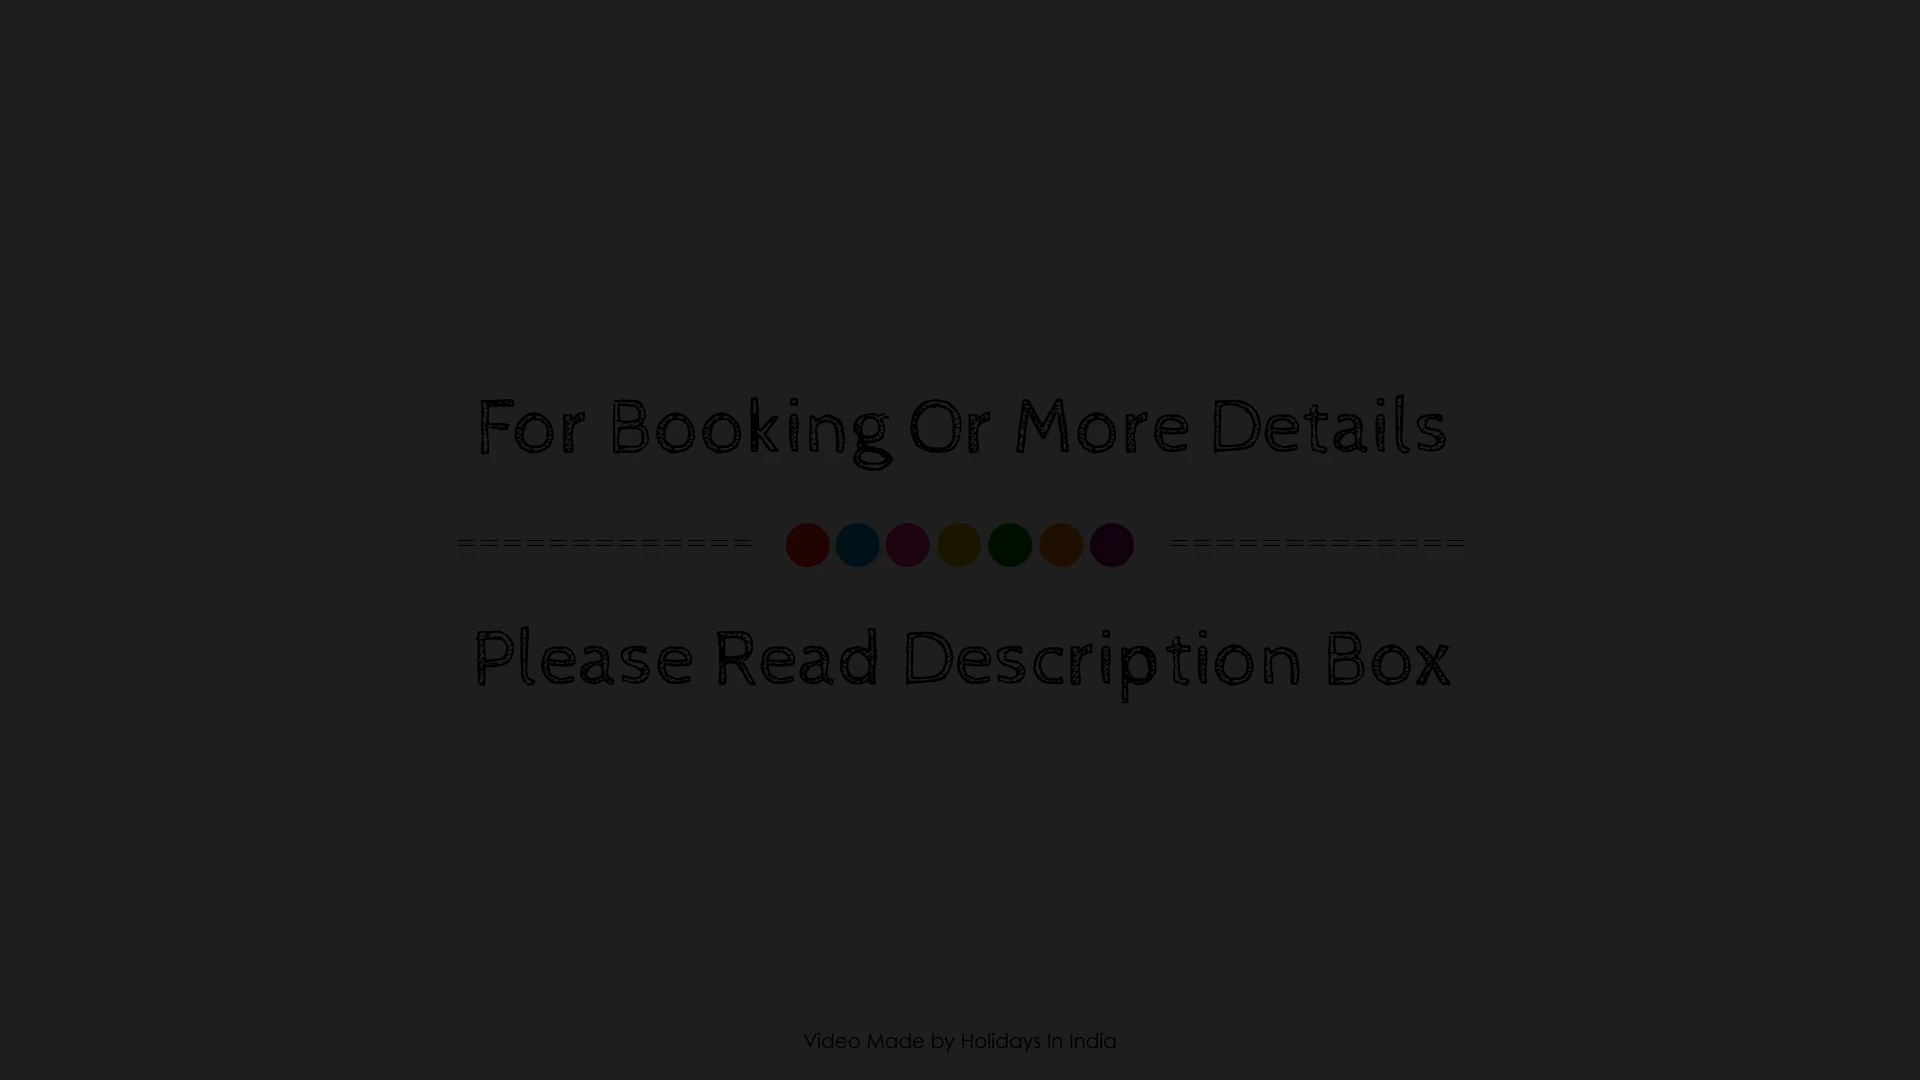 For Booking Or More Details
============= =============
Please Read Description Box
Video Made by Holidays In India